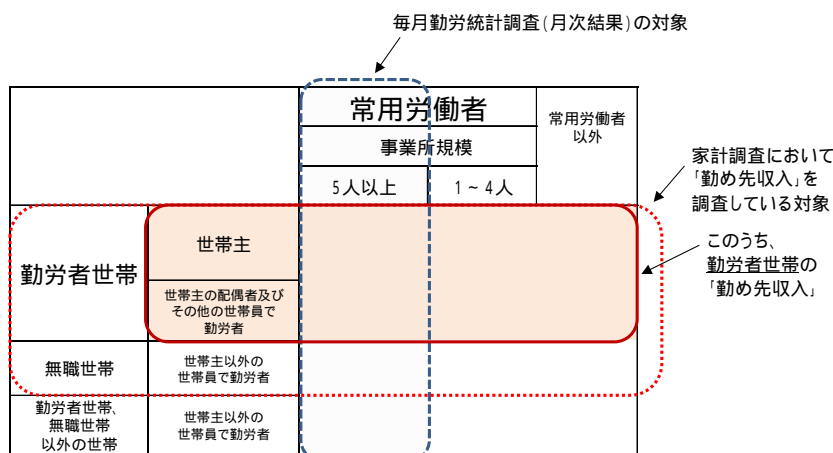 毎月勤労統計調査(月次結果)の対象
常用労働者
常用労働者
以外
事業所規模
5人以上
1~4人
家計調査において
「勤め先収入」を
調査している対象
このうち、
勤労者世帯の
「勤め先収入」
勤労者世帯
世帯主
世帯主の配偶者及び
その他の世帯員で
勤労者
無職世帯
世帯主以外の
世帯員で勤労者
勤労者世帯、
無職世帯
以外の世帯
世帯主以外の
世帯員で勤労者